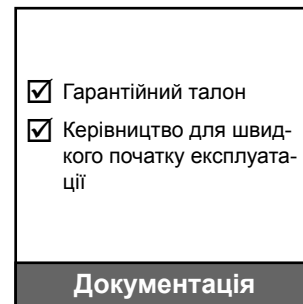 Гарантійний талон
Керівництво для швид-
кого початку експлуата-
ції
Документація